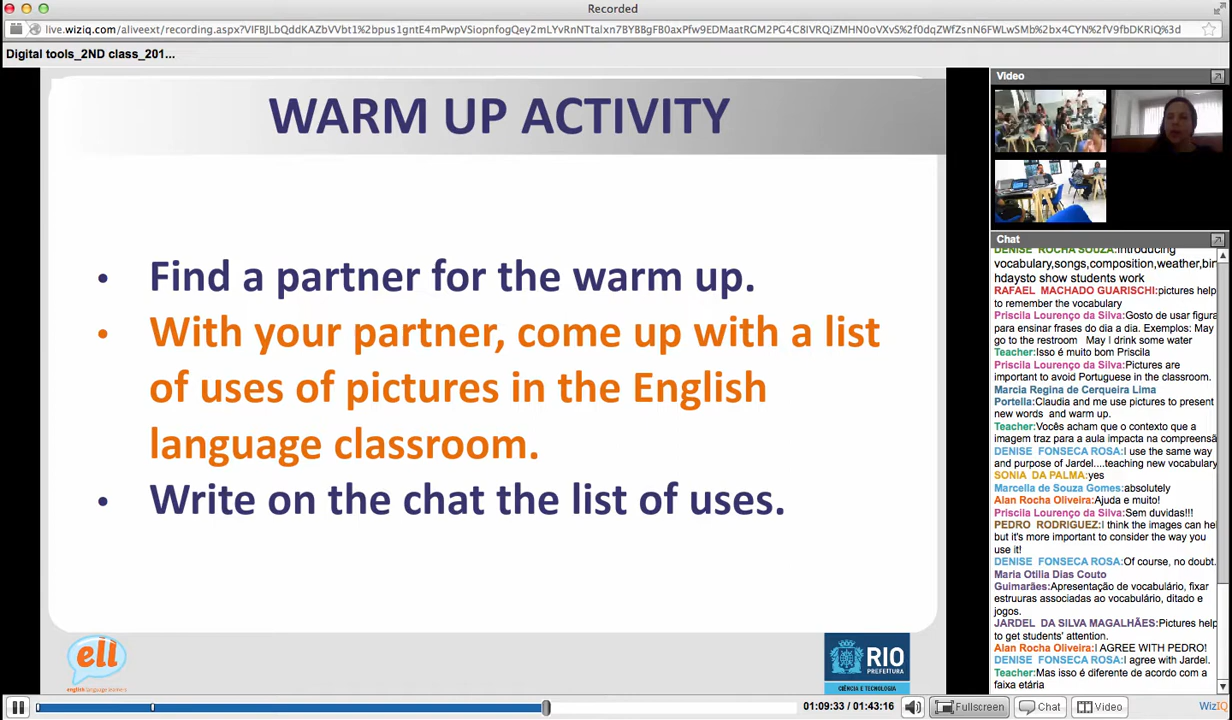 Recorded
live.wiziq.com/aliveext/recording.aspx?
Digital tools_2ND class_201...
WARM UP ACTIVITY
• Find a partner for the warm up.
• With your partner, come up with a list
of uses of pictures in the English
language classroom.
• Write on the chat the list of uses.
ell
english language learners
RIO
PREFEITURA
CIÊNCIA E TECNOLOGIA
Video
Chat
DENISE ROCHA SOUZA:Introducing
vocabulary,songs,composition,weather,birt
hdaysto show students work
RAFAEL MACHADO GUARISCHI:pictures help
to remember the vocabulary
Priscila Lourenço da Silva:Gosto de usar figura
para ensinar frases do dia a dia. Exemplos: May
go to the restroom May I drink some water
Teacher:Isso é muito bom Priscila
Priscila Lourenço da Silva:Pictures are
important to avoid Portuguese in the classroom.
Marcia Regina de Cerqueira Lima
Portella:Claudia and me use pictures to present
new words and warm up.
Teacher:Vocês acham que o contexto que a
imagem traz para a aula impacta na compreensã
DENISE FONSECA ROSA:I use the same way
and purpose of Jardel....teaching new vocabulary
SONIA DA PALMA:yes
Marcella de Souza Gomes:absolutely
Alan Rocha Oliveira:Ajuda e muito!
Priscila Lourenço da Silva:Sem duvidas!!!
PEDRO RODRIGUEZ:I think the images can hel
but it's more important to consider the way you
use it!
DENISE FONSECA ROSA:Of course, no doubt.
Maria Otilia Dias Couto
Guimarães:Apresentação de vocabulário, fixar
estruuras associadas ao vocabulário, ditado e
jogos.
JARDEL DA SILVA MAGALHÃES:Pictures help
to get students' attention.
Alan Rocha Oliveira:I AGREE WITH PEDRO!
DENISE FONSECA ROSA:I agree with Jardel.
Teacher:Mas isso é diferente de acordo com a
faixa etária
01:09:33 / 01:43:16
Fullscreen
Chat
Video
WizIQ